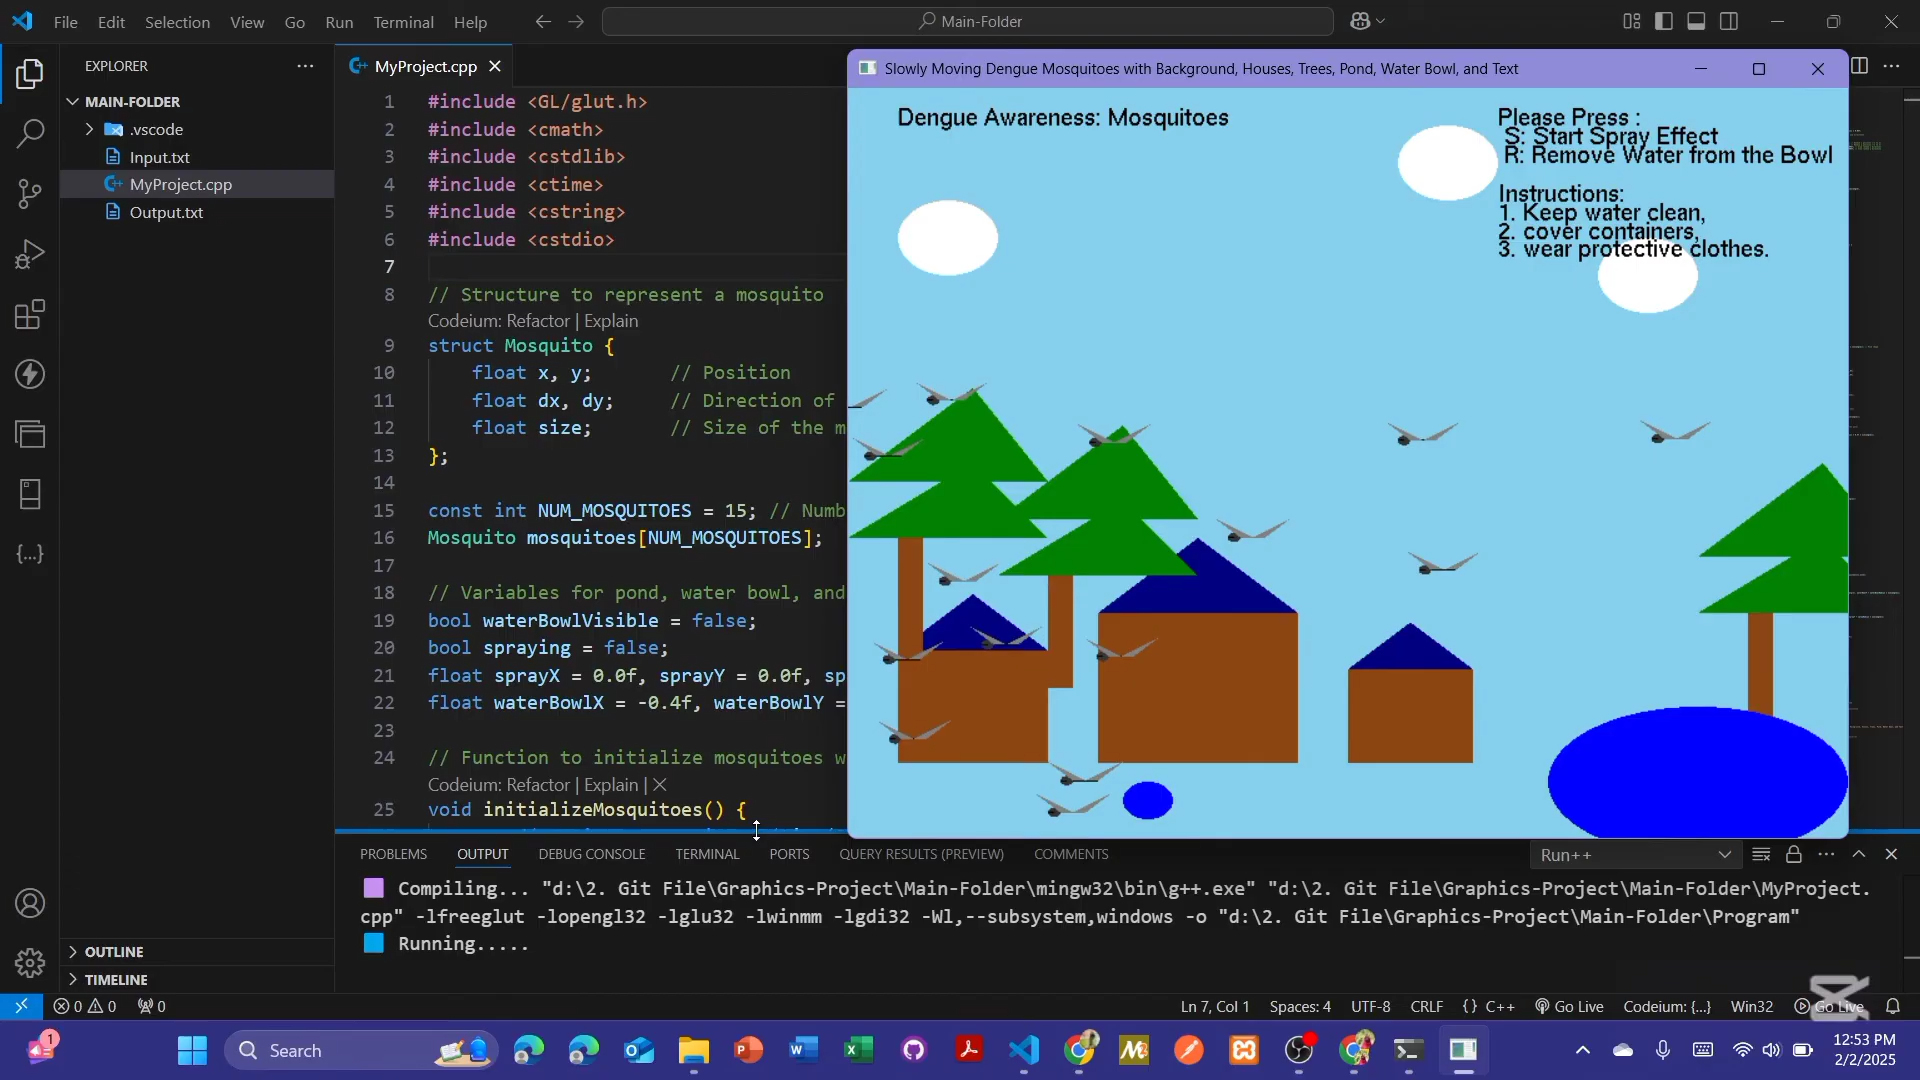 File Edit Selection View Go Run Terminal Help
Main-Folder
EXPLORER
MAIN-FOLDER
.vscode
Input.txt
MyProject.cpp
Output.txt
OUTLINE
TIMELINE
MyProject.cpp
1 #include <GL/glut.h>
2 #include <cmath>
3 #include <cstdlib>
4 #include <ctime>
5 #include <cstring>
6 #include <cstdio>
7
8 // Structure to represent a mosquito
Codeium: Refactor | Explain
9 struct Mosquito {
10 float x, y; // Position
11 float dx, dy; // Direction of
12 float size; // Size of the m
13 };
14
15 const int NUM_MOSQUITOES = 15; // Numb
16 Mosquito mosquitoes[NUM_MOSQUITOES];
17
18 // Variables for pond, water bowl, and
19 bool waterBowlVisible = false;
20 bool spraying = false;
21 float sprayX = 0.0f, sprayY = 0.0f, sp
22 float waterBowlX = -0.4f, waterBowlY =
23
24 // Function to initialize mosquitoes w
Codeium: Refactor | Explain | X
25 void initializeMosquitoes() {
Slowly Moving Dengue Mosquitoes with Background, Houses, Trees, Pond, Water Bowl, and Text
Dengue Awareness: Mosquitoes
Please Press :
S: Start Spray Effect
R: Remove Water from the Bowl
Instructions:
1. Keep water clean,
2. cover containers,
3. wear protective clothes.
PROBLEMS OUTPUT DEBUG CONSOLE TERMINAL PORTS QUERY RESULTS (PREVIEW) COMMENTS
Run++
Compiling... "d:\2. Git File\Graphics-Project\Main-Folder\mingw32\bin\g++.exe" "d:\2. Git File\Graphics-Project\Main-Folder\MyProject.
cpp" -lfreeglut -lopengl32 -lglu32 -lwinmm -lgdi32 -Wl,--subsystem,windows -o "d:\2. Git File\Graphics-Project\Main-Folder\Program"
Running.....
0 0 0
Ln 7, Col 1 Spaces: 4 UTF-8 CRLF {} C++ Go Live Codeium: {...} Win32 Go Live
1
Search
12:53 PM
2/2/2025